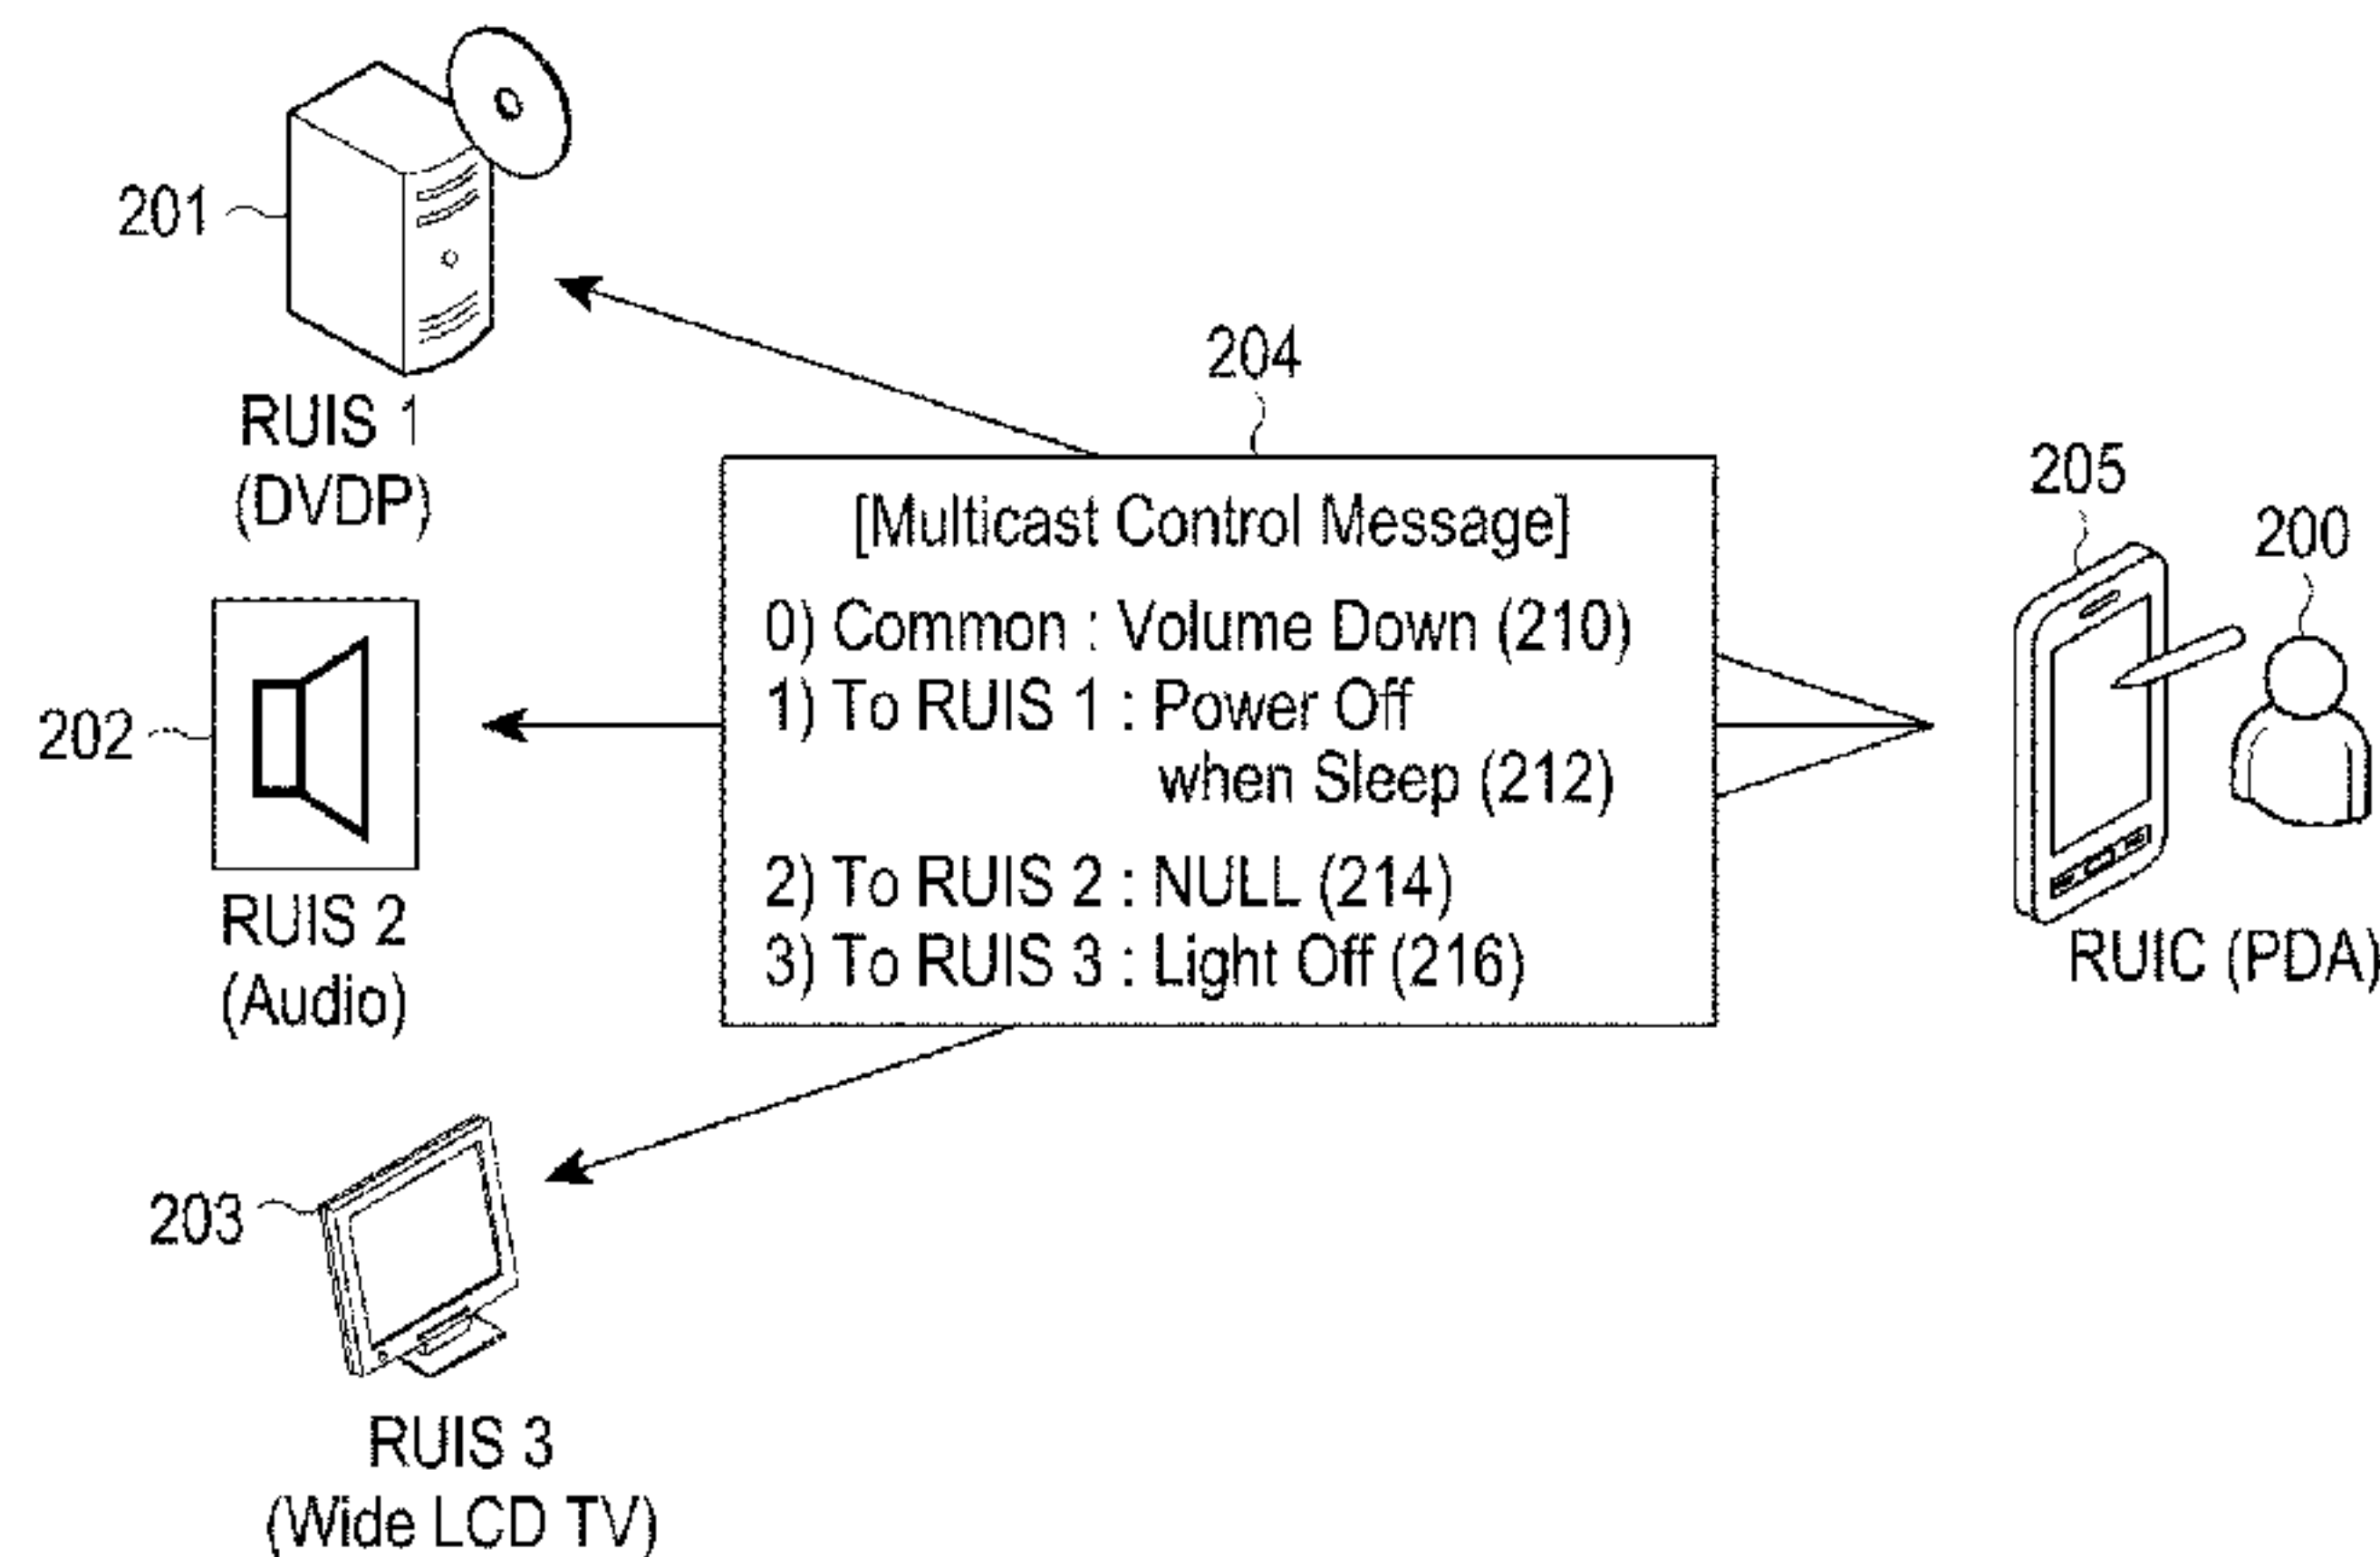 201
RUIS 1
(DVDP)
202
RUIS 2
(Audio)
203
RUIS 3
(Wide LCD TV)
204
[Multicast Control Message]
0) Common : Volume Down (210)
1) To RUIS 1 : Power Off
when Sleep (212)
2) To RUIS 2 : NULL (214)
3) To RUIS 3 : Light Off (216)
205
200
RUIC (PDA)